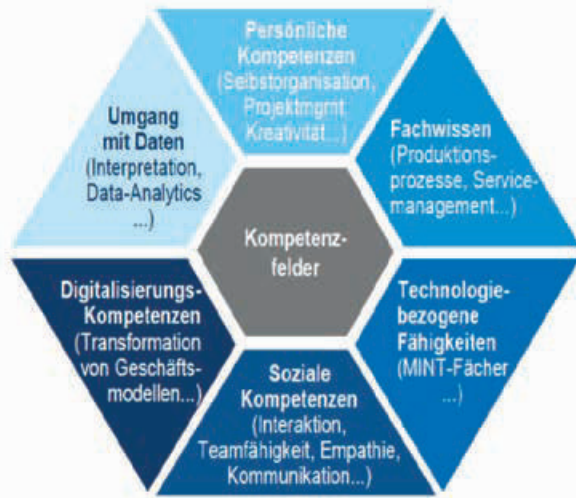 Persönliche
Kompetenzen
(Selbstorganisation,
Projektmgmt
Kreativität...)
Fachwissen
(Produktions-
prozesse, Service-
management...)
Technologie-
bezogene
Fähigkeiten
(MINT-Fächer
...)
Soziale
Kompetenzen
(Interaktion,
Teamfähigkeit, Empathie,
Kommunikation...)
Digitalisierungs-
Kompetenzen
(Transformation
von Geschäfts-
modellen...)
Umgang
mit Daten
(Interpretation,
Data-Analytics
...)
Kompetenz-
felder